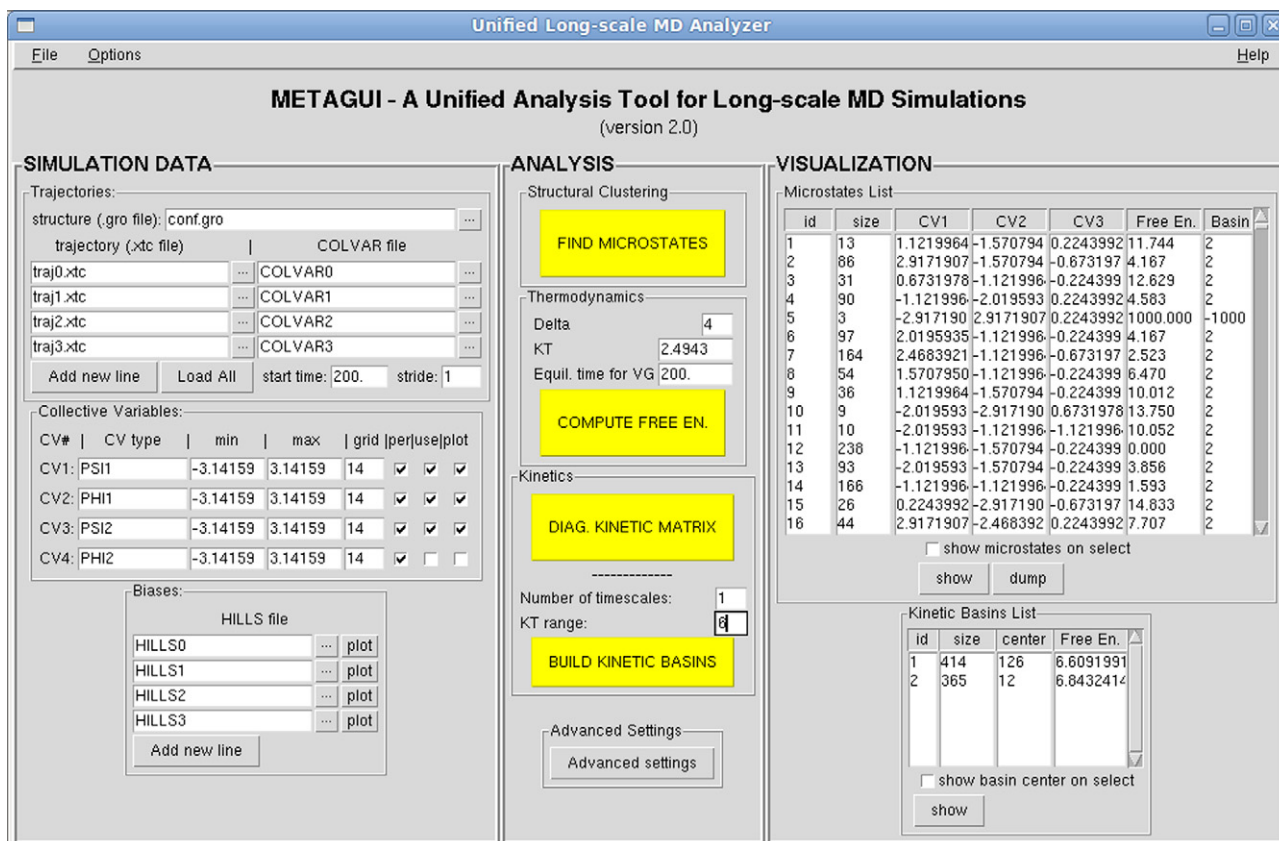 Unified Long-scale MD Analyzer
File Options Help
METAGUI - A Unified Analysis Tool for Long-scale MD Simulations
(version 2.0)
SIMULATION DATA
Trajectories:
structure (.gro file): conf.gro ...
trajectory (.xtc file) | COLVAR file
traj0.xtc ... COLVAR0 ...
traj1.xtc ... COLVAR1 ...
traj2.xtc ... COLVAR2 ...
traj3.xtc ... COLVAR3 ...
Add new line Load All start time: 200. stride: 1
Collective Variables:
CV# | CV type | min | max | grid |per|use|plot
CV1: PSI1 -3.14159 3.14159 14
CV2: PHI1 -3.14159 3.14159 14
CV3: PSI2 -3.14159 3.14159 14
CV4: PHI2 -3.14159 3.14159 14
Biases:
HILLS file
HILLS0 ... plot
HILLS1 ... plot
HILLS2 ... plot
HILLS3 ... plot
Add new line
ANALYSIS
Structural Clustering
FIND MICROSTATES
Thermodynamics
Delta 4
KT 2.4943
Equil. time for VG 200.
COMPUTE FREE EN.
Kinetics
DIAG. KINETIC MATRIX
-------------
Number of timescales: 1
KT range: 6
BUILD KINETIC BASINS
Advanced Settings
Advanced settings
VISUALIZATION
Microstates List
id size CV1 CV2 CV3 Free En. Basin
1 13 1.1219964 -1.570794 0.2243992 11.744 2
2 86 2.9171907 -1.570794 -0.673197 4.167 2
3 31 0.6731978 -1.121996 -0.224399 12.629 2
4 90 -1.121996 -2.019593 0.2243992 4.583 2
5 3 -2.917190 2.9171907 0.2243992 1000.000 -1000
6 97 2.0195935 -1.121996 -0.224399 4.167 2
7 164 2.4683921 -1.121996 -0.673197 2.523 2
8 54 1.5707950 -1.121996 -0.224399 6.470 2
9 36 1.1219964 -1.121996 -0.224399 10.012 2
10 9 -2.019593 -2.917190 0.6731978 13.750 2
11 10 -2.019593 -1.121996 -1.121996 10.052 2
12 238 -1.121996 -1.570794 -0.224399 0.000 2
13 93 -2.019593 -1.570794 -0.224399 3.856 2
14 166 -1.121996 -1.121996 -0.224399 1.593 2
15 26 0.2243992 -2.917190 -0.673197 14.833 2
16 44 2.9171907 -2.468392 0.2243992 7.707 2
show microstates on select
show dump
Kinetic Basins List
id size center Free En.
1 414 126 6.6091991
2 365 12 6.8432414
show basin center on select
show